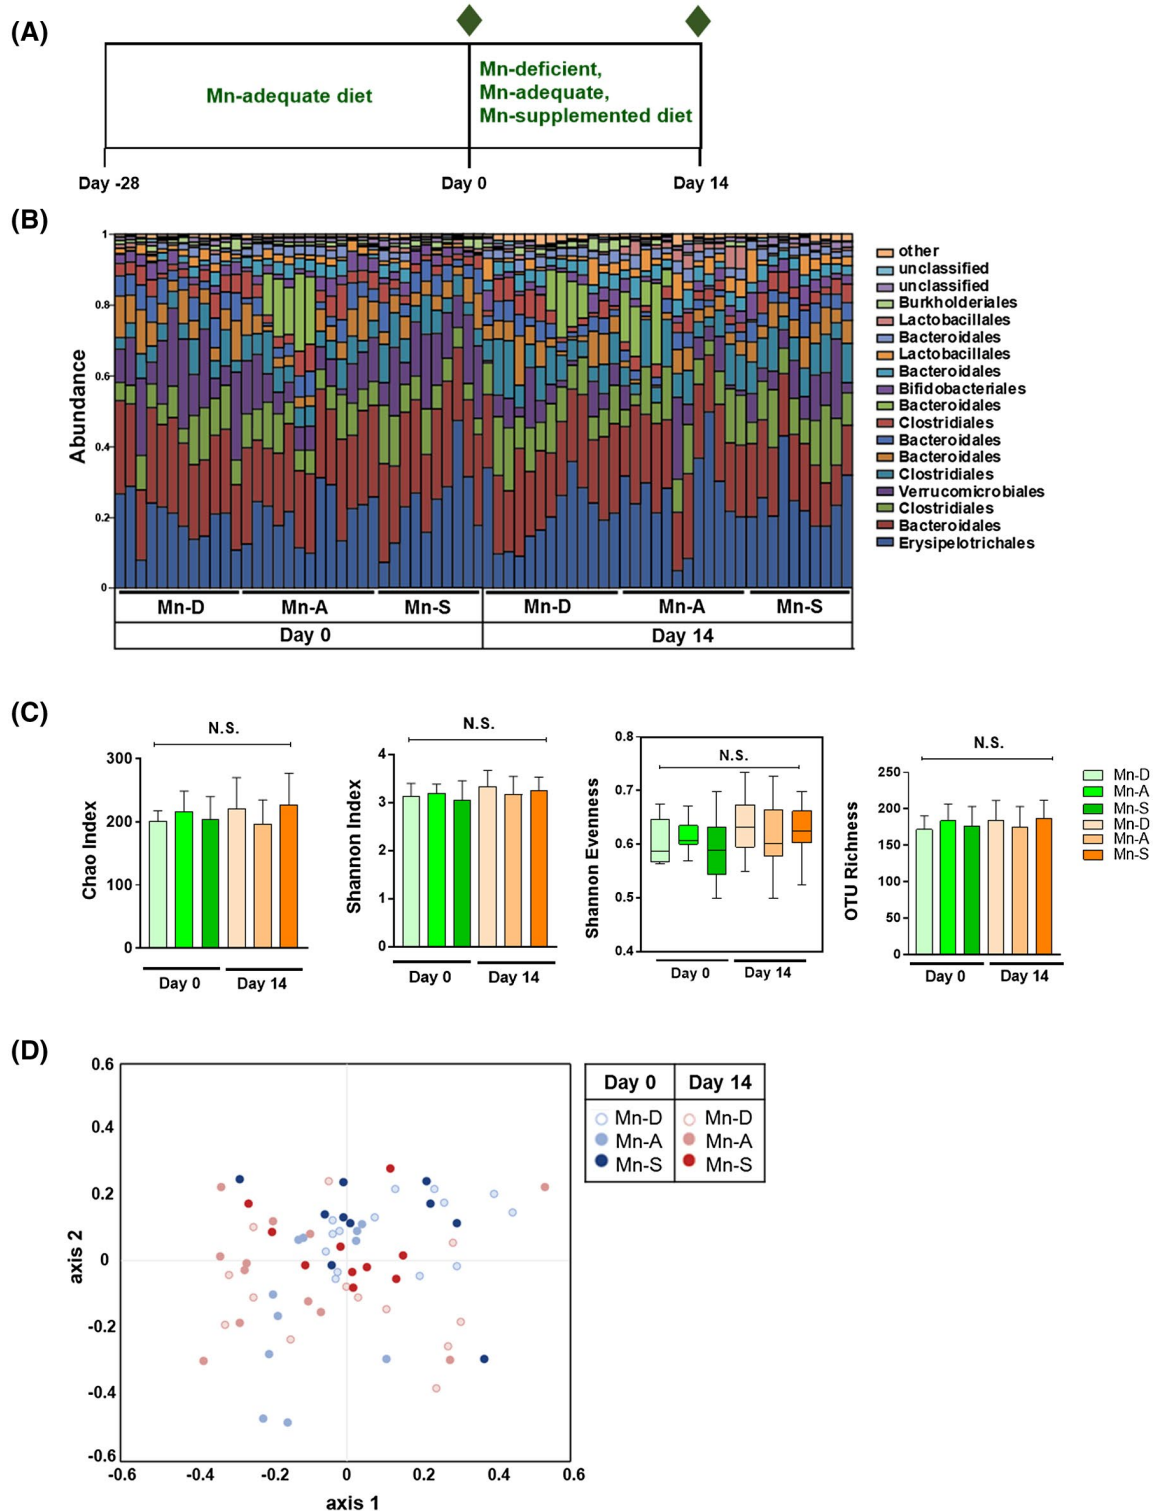 (A)
Mn-adequate diet
Mn-deficient,
Mn-adequate,
Mn-supplemented diet
Day -28
Day 0
Day 14
(B)
Abundance
1
0.8
0.6
0.4
0.2
0
Mn-D
Mn-A
Mn-S
Mn-D
Mn-A
Mn-S
Day 0
Day 14
other
unclassified
unclassified
Burkholderiales
Lactobacillales
Bacteroidales
Lactobacillales
Bacteroidales
Bifidobacteriales
Bacteroidales
Clostridiales
Bacteroidales
Bacteroidales
Clostridiales
Verrucomicrobiales
Clostridiales
Bacteroidales
Erysipelotrichales
(C)
N.S.
Chao Index
300
200
100
0
Day 0
Day 14
N.S.
Shannon Index
4
3
2
1
0
Day 0
Day 14
N.S.
Shannon Evenness
0.8
0.7
0.6
0.5
0.4
Day 0
Day 14
N.S.
OTU Richness
250
200
150
100
50
0
Day 0
Day 14
Mn-D
Mn-A
Mn-S
Mn-D
Mn-A
Mn-S
(D)
axis 2
0.6
0.4
0.2
0
-0.2
-0.4
-0.6
-0.6
-0.4
-0.2
0
0.2
0.4
0.6
axis 1
Day 0
Day 14
Mn-D
Mn-D
Mn-A
Mn-A
Mn-S
Mn-S